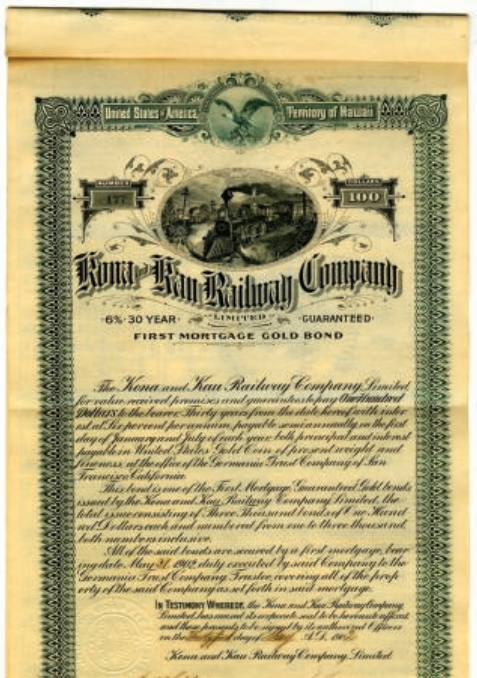 United States of America. Territory of Hawaii
NUMBER DOLLARS
177 100
Kona and Kau Railway Company
LIMITED
6% 30 YEAR GUARANTEED
FIRST MORTGAGE GOLD BOND
The Kona and Kau Railway Company, Limited
for value received promises and guarantees to pay One Hundred
Dollars to the bearer Thirty years from the date hereof with inter
est at Six per cent per annum, payable semi annually on the first
day of January and July of each year, both principal and interest
payable in United States Gold Coin of present weight and
fineness, at the office of the Germania Trust Company of San
Francisco California.
This bond is one of the First Mortgage Guaranteed Gold bonds
issued by the Kona and Kau Railway Company Limited, the
total issue consisting of Three Thousand bonds of One Hund
red Dollars each and numbered from one to three thousand
both numbers inclusive.
All of the said bonds are secured by a first mortgage, bear
ing date, May 31, 1902, duly executed by said Company to the
Germania Trust Company, Trustee, covering all of the prop
erty of the said Company as set forth in said mortgage.
IN TESTIMONY WHEREOF, the Kona and Kau Railway Company
Limited has caused its corporate seal to be hereunto affixed
and these presents to be signed by its authorized Officers
in the day of A.D. 1902
Kona and Kau Railway Company, Limited